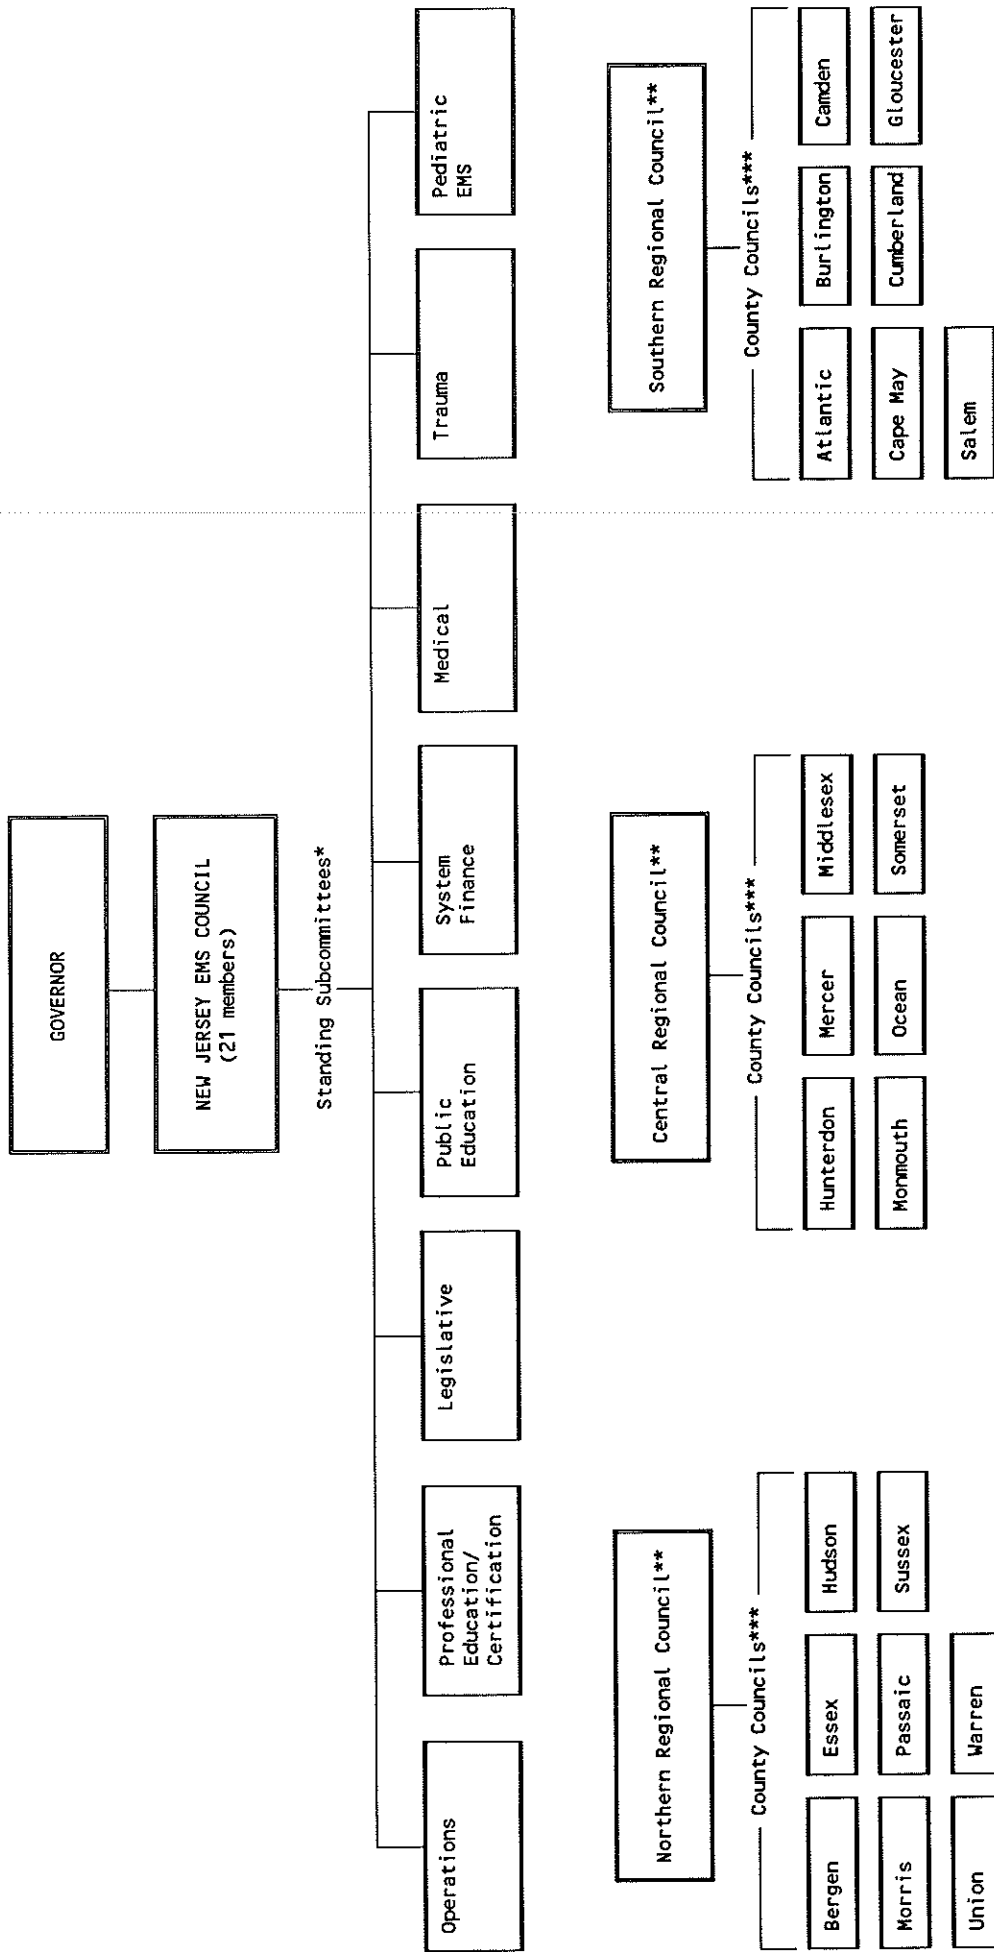 GOVERNOR
NEW JERSEY EMS COUNCIL
(21 members)
Standing Subcommittees*
Operations
Professional
Education/
Certification
Legislative
Public
Education
System
Finance
Medical
Trauma
Pediatric
EMS
Northern Regional Council**
County Councils***
Bergen
Essex
Hudson
Morris
Passaic
Sussex
Union
Warren
Central Regional Council**
County Councils***
Hunterdon
Mercer
Middlesex
Monmouth
Ocean
Somerset
Southern Regional Council**
County Councils***
Atlantic
Burlington
Camden
Cape May
Cumberland
Gloucester
Salem